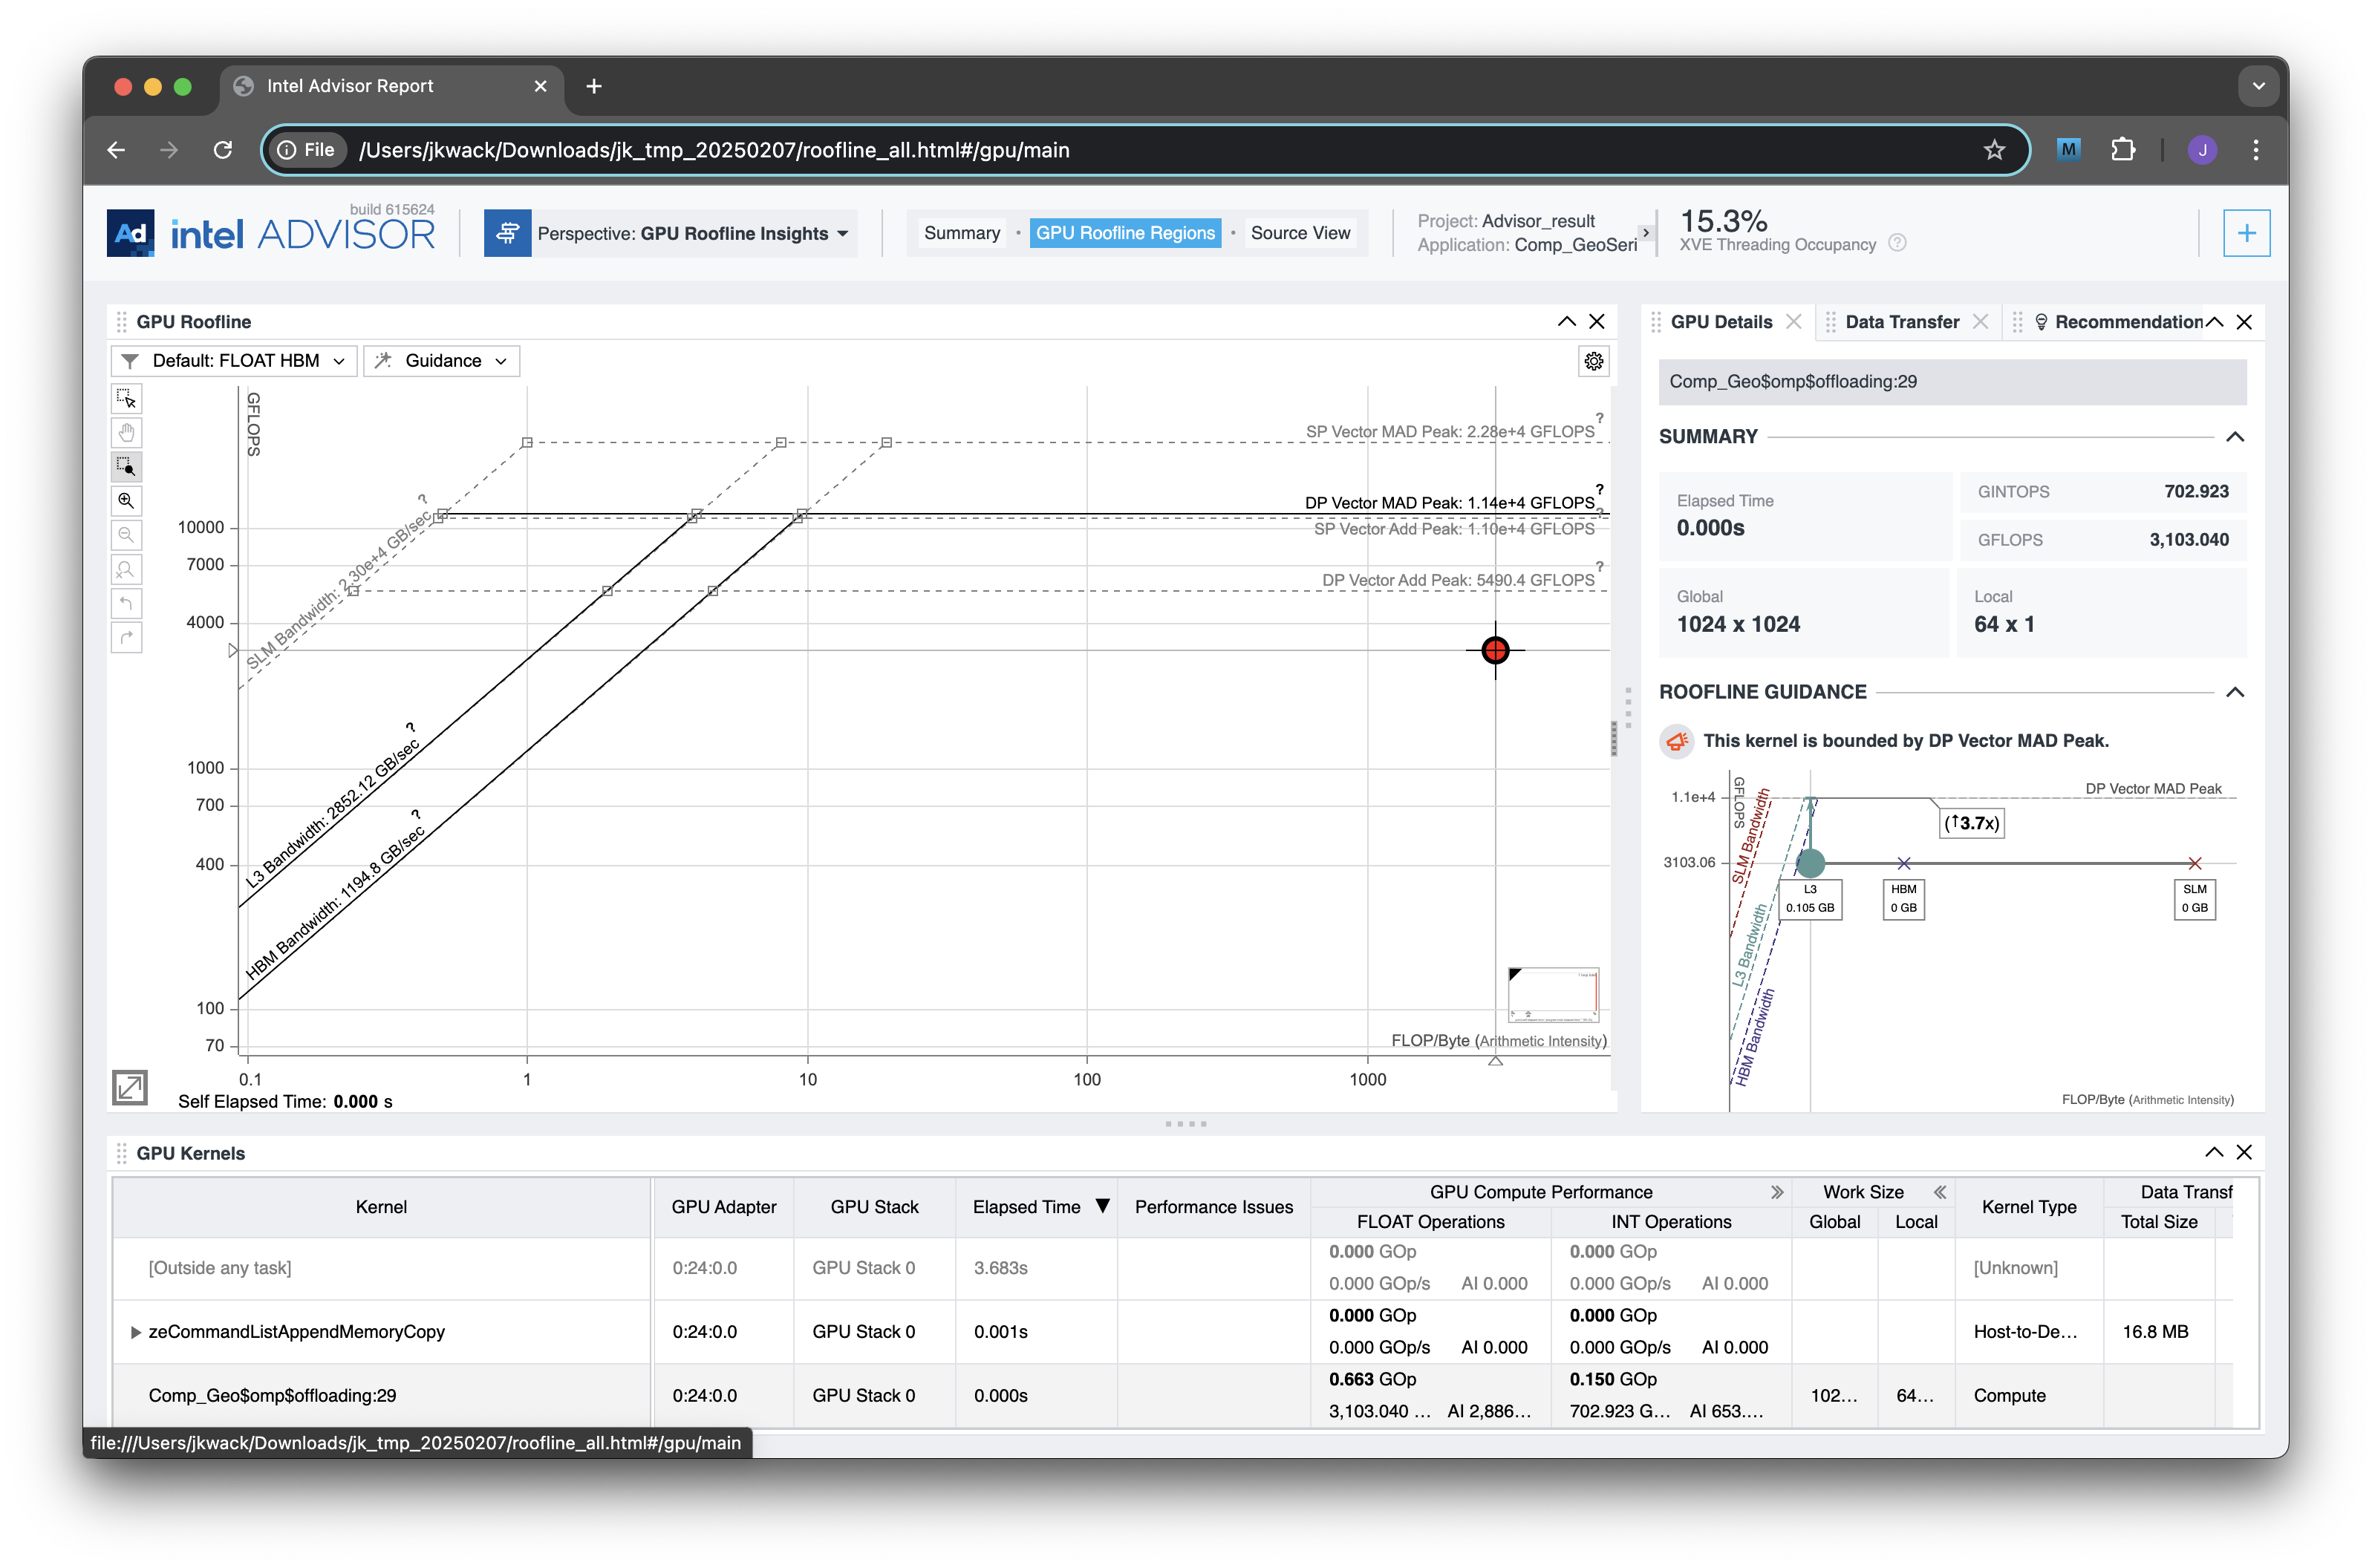 Intel Advisor Report
File /Users/jkwack/Downloads/jk_tmp_20250207/roofline_all.html#/gpu/main
M
J
build 615624
Ad intel ADVISOR
Perspective: GPU Roofline Insights
Summary
GPU Roofline Regions
Source View
Project: Advisor_result
Application: Comp_GeoSeri
15.3%
XVE Threading Occupancy ?
GPU Roofline
Default: FLOAT HBM
Guidance
GFLOPS
10000
7000
4000
1000
700
400
100
70
SP Vector MAD Peak: 2.28e+4 GFLOPS ?
DP Vector MAD Peak: 1.14e+4 GFLOPS ?
SP Vector Add Peak: 1.10e+4 GFLOPS ?
DP Vector Add Peak: 5490.4 GFLOPS ?
SLM Bandwidth: 2.30e+4 GB/sec ?
L3 Bandwidth: 2852.12 GB/sec ?
HBM Bandwidth: 1194.8 GB/sec ?
FLOP/Byte (Arithmetic Intensity)
0.1 1 10 100 1000
Self Elapsed Time: 0.000 s
GPU Details
Data Transfer
Recommendation
Comp_Geo$omp$offloading:29
SUMMARY
Elapsed Time
0.000s
GINTOPS 702.923
GFLOPS 3,103.040
Global
1024 x 1024
Local
64 x 1
ROOFLINE GUIDANCE
This kernel is bounded by DP Vector MAD Peak.
GFLOPS
1.1e+4
3103.06
DP Vector MAD Peak
(↑3.7x)
SLM Bandwidth
L3 Bandwidth
HBM Bandwidth
L3
0.105 GB
HBM
0 GB
SLM
0 GB
FLOP/Byte (Arithmetic Intensity)
GPU Kernels
Kernel GPU Adapter GPU Stack Elapsed Time Performance Issues GPU Compute Performance Work Size Kernel Type Data Transf
FLOAT Operations INT Operations Global Local Total Size
[Outside any task] 0:24:0.0 GPU Stack 0 3.683s 0.000 GOp 0.000 GOp [Unknown]
0.000 GOp/s AI 0.000 0.000 GOp/s AI 0.000
zeCommandListAppendMemoryCopy 0:24:0.0 GPU Stack 0 0.001s 0.000 GOp 0.000 GOp Host-to-De... 16.8 MB
0.000 GOp/s AI 0.000 0.000 GOp/s AI 0.000
Comp_Geo$omp$offloading:29 0:24:0.0 GPU Stack 0 0.000s 0.663 GOp 0.150 GOp 102... 64... Compute
3,103.040 ... AI 2,886... 702.923 G... AI 653....
file:///Users/jkwack/Downloads/jk_tmp_20250207/roofline_all.html#/gpu/main